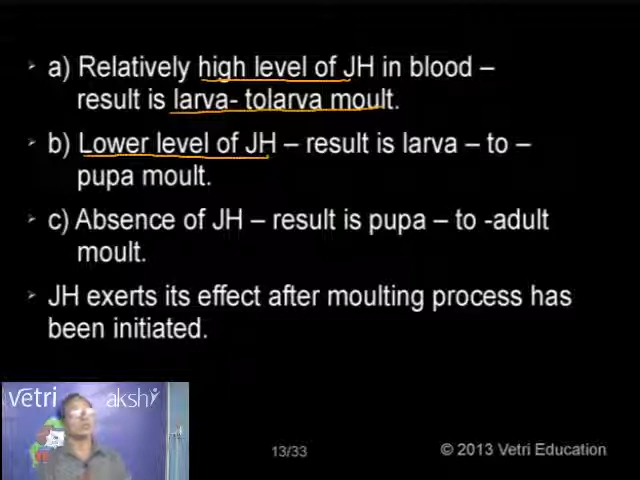 a) Relatively high level of JH in blood –
result is larva- tolarva moult.
b) Lower level of JH – result is larva – to –
pupa moult.
c) Absence of JH – result is pupa – to -adult
moult.
JH exerts its effect after moulting process has
been initiated.
vetri akshi
13/33
© 2013 Vetri Education